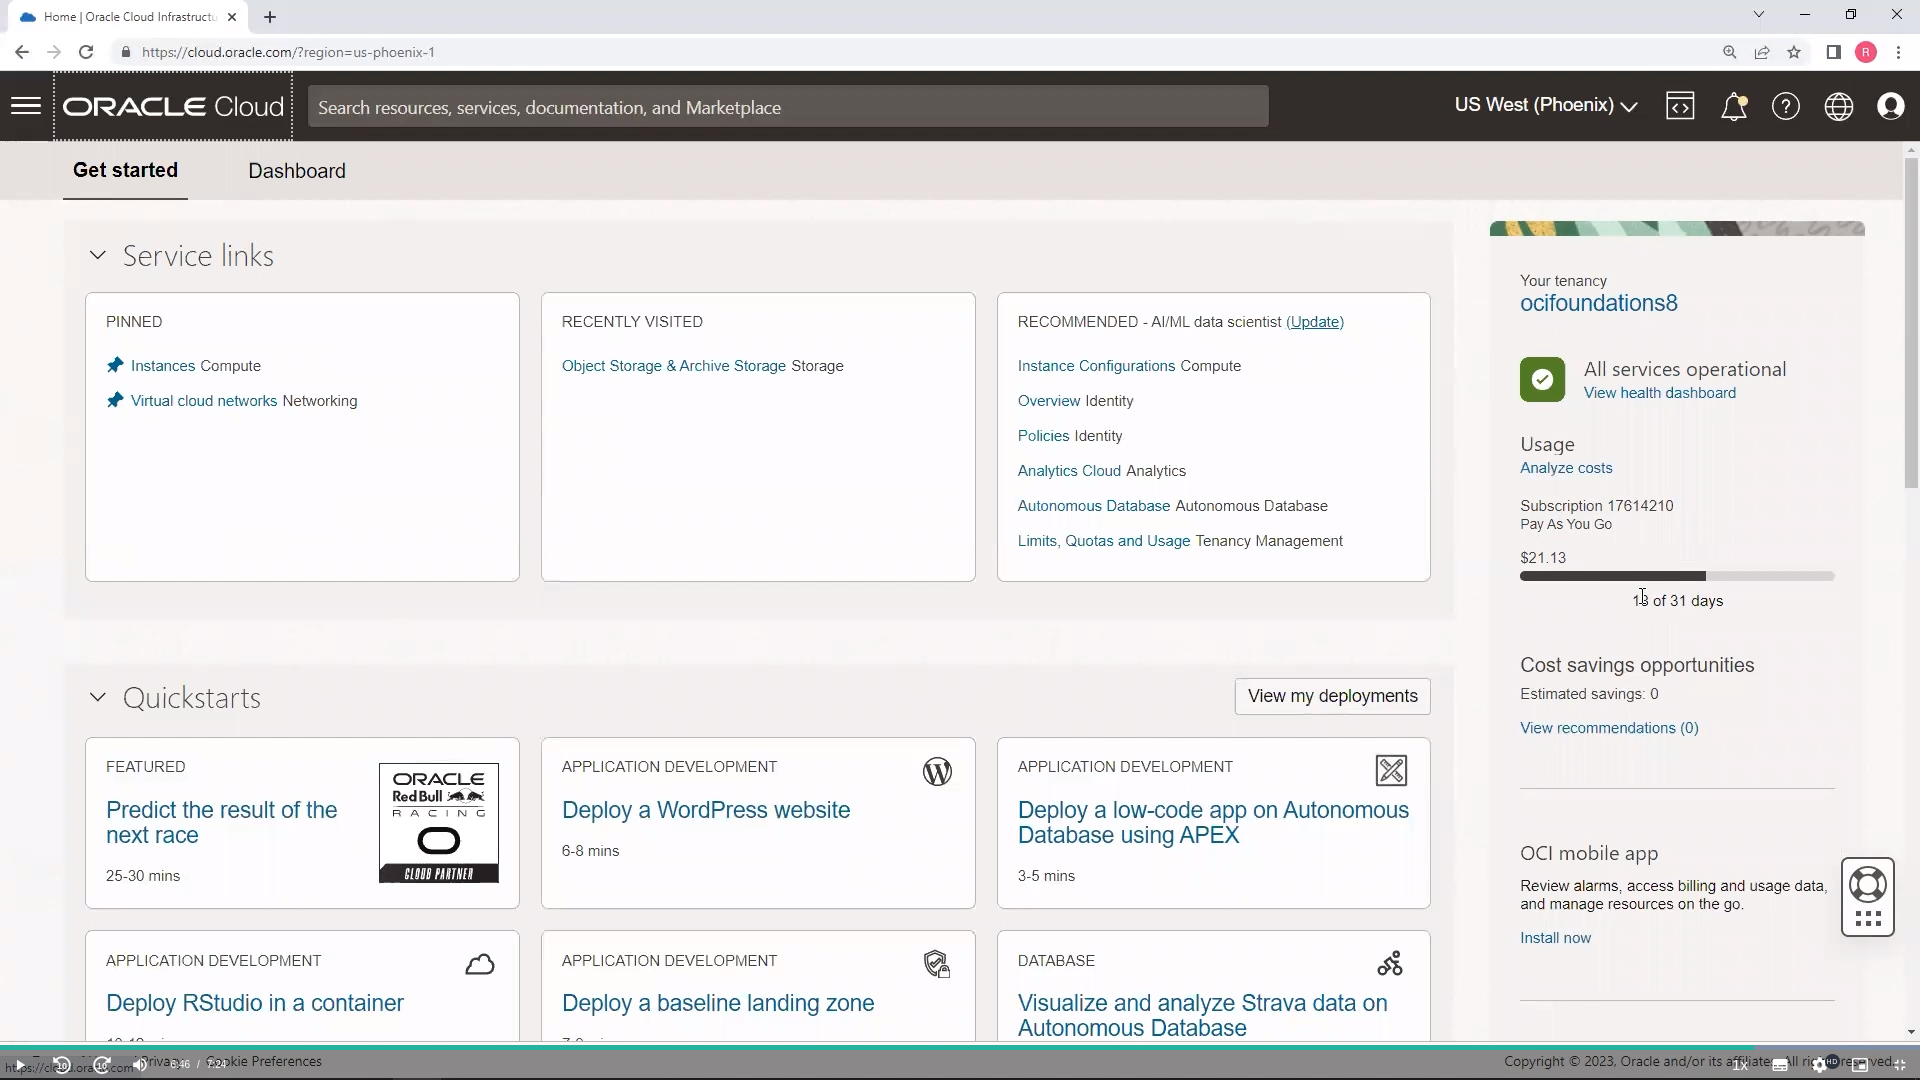 Home | Oracle Cloud Infrastructu
https://cloud.oracle.com/?region=us-phoenix-1
R
ORACLE Cloud
Search resources, services, documentation, and Marketplace
US West (Phoenix)
Get started
Dashboard
Service links
PINNED
Instances Compute
Virtual cloud networks Networking
RECENTLY VISITED
Object Storage & Archive Storage Storage
RECOMMENDED - AI/ML data scientist (Update)
Instance Configurations Compute
Overview Identity
Policies Identity
Analytics Cloud Analytics
Autonomous Database Autonomous Database
Limits, Quotas and Usage Tenancy Management
Your tenancy
ocifoundations8
All services operational
View health dashboard
Usage
Analyze costs
Subscription 17614210
Pay As You Go
$21.13
of 31 days
Cost savings opportunities
Estimated savings: 0
View recommendations (0)
OCI mobile app
Review alarms, access billing and usage data,
and manage resources on the go.
Install now
Quickstarts
View my deployments
FEATURED
Predict the result of the
next race
25-30 mins
ORACLE
Red Bull
RACING
CLOUD PARTNER
APPLICATION DEVELOPMENT
Deploy a WordPress website
6-8 mins
APPLICATION DEVELOPMENT
Deploy a low-code app on Autonomous
Database using APEX
3-5 mins
APPLICATION DEVELOPMENT
Deploy RStudio in a container
APPLICATION DEVELOPMENT
Deploy a baseline landing zone
DATABASE
Visualize and analyze Strava data on
Autonomous Database
Privacy Cookie Preferences
6:46 / 7:24
Copyright © 2023, Oracle and/or its affiliates. All rights reserved.
1x
HD